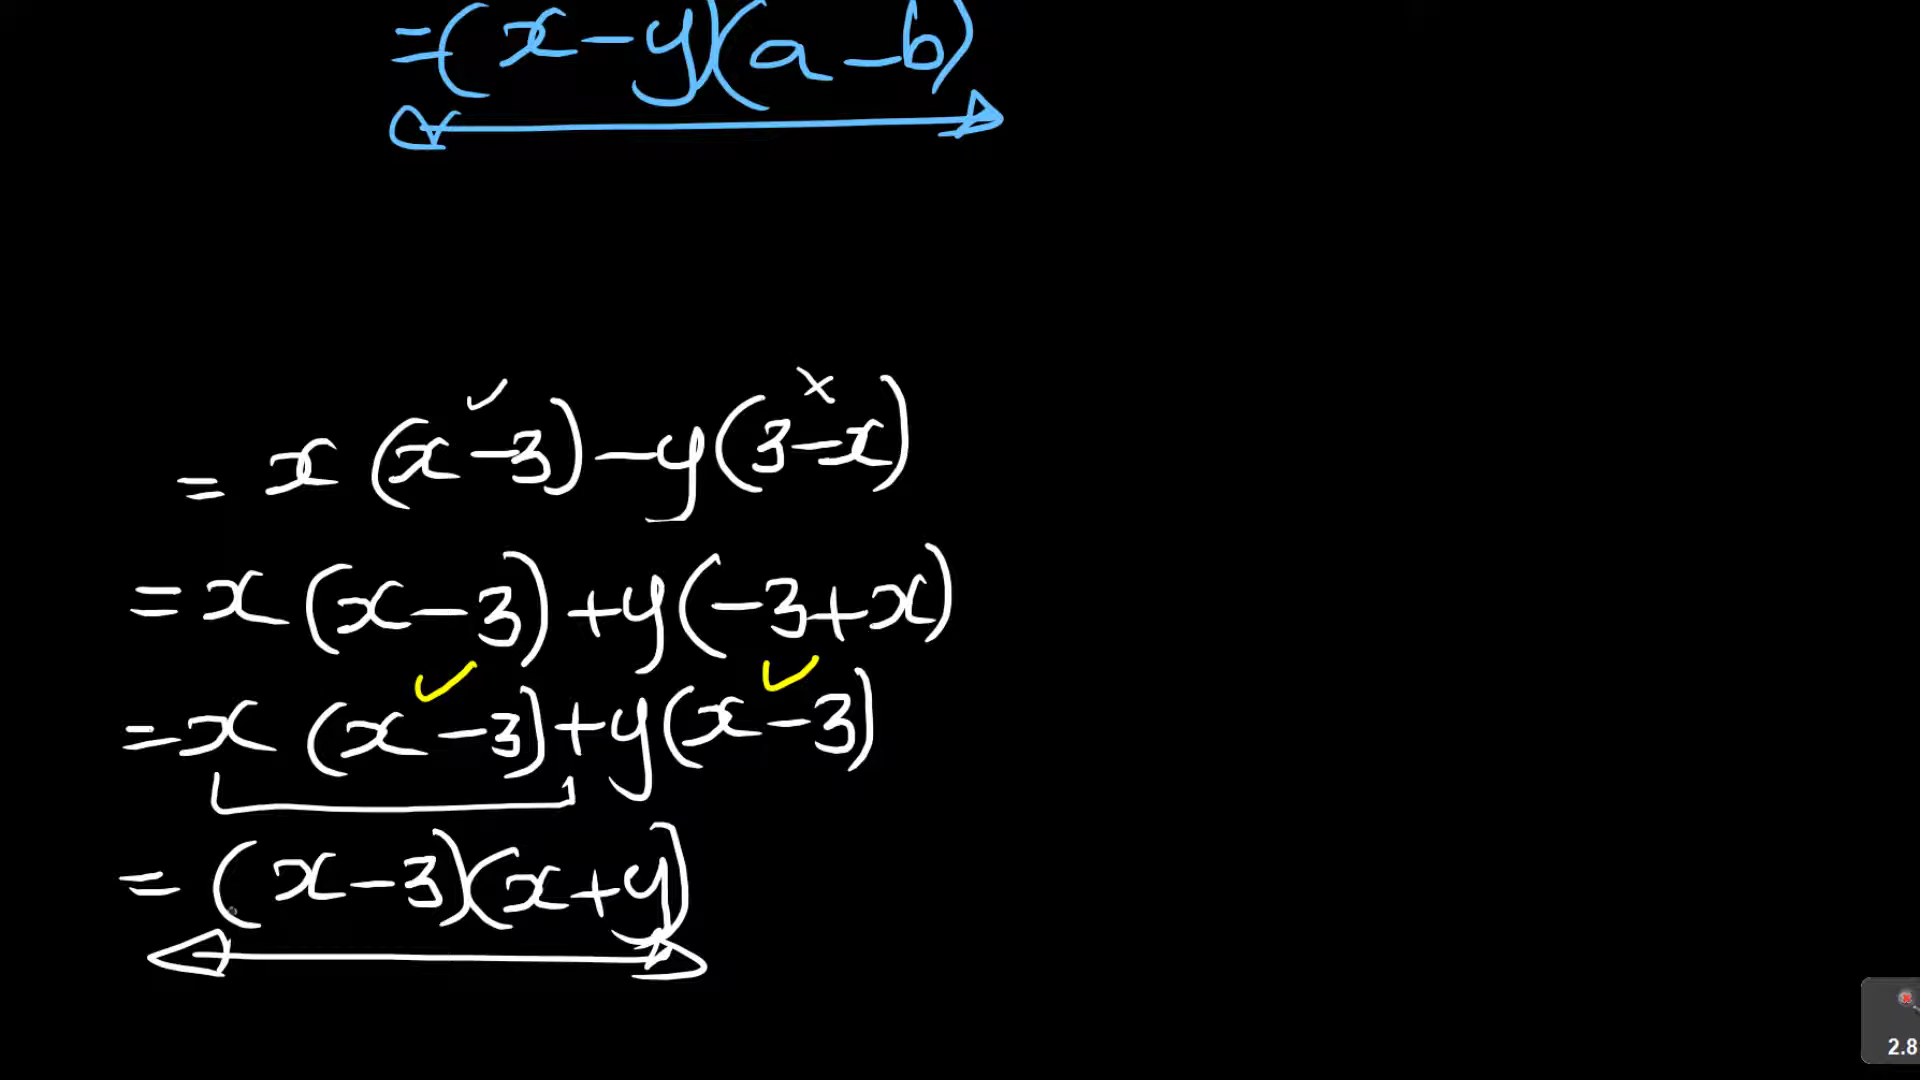 =(x-y)(a-b)
= x(x-3)-y(3-x)
=x(x-3)+y(-3+x)
=x(x-3)+y(x-3)
=(x-3)(x+y)
2.8